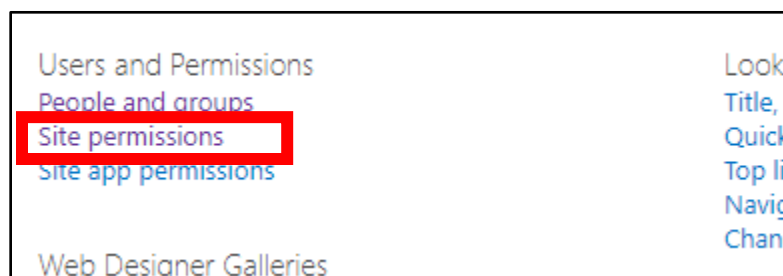 Users and Permissions
People and groups
Site permissions
Site app permissions
Web Designer Galleries
Look
Title,
Quick
Top li
Navig
Chan